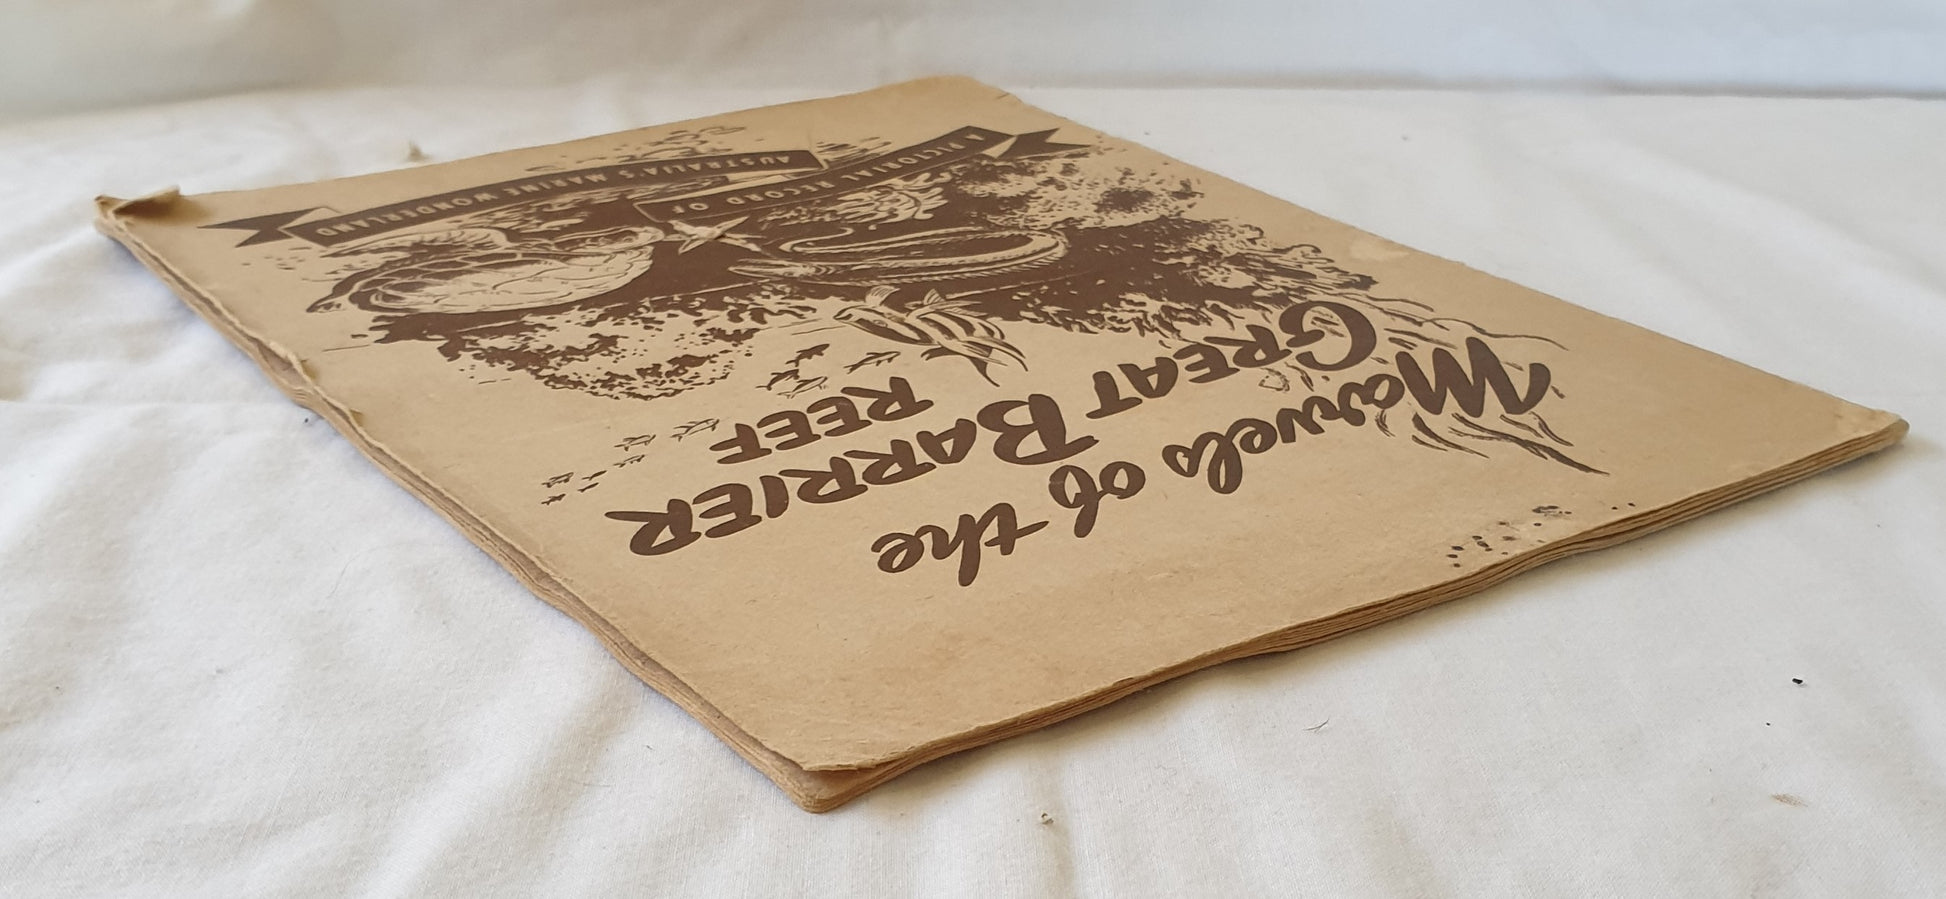 Marvels of the
GREAT BARRIER
REEF
A PICTORIAL RECORD OF
AUSTRALIA'S MARINE WONDERLAND